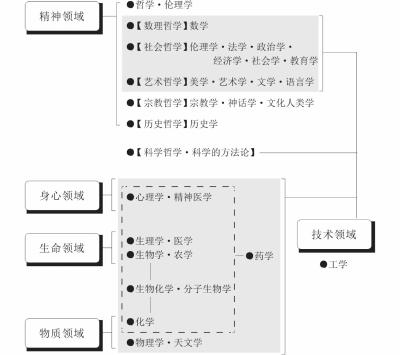 精神领域
●哲学・伦理学
●【数理哲学】数学
●【社会哲学】伦理学・法学・政治学・
经济学・社会学・教育学
●【艺术哲学】美学・艺术学・文学・语言学
●【宗教哲学】宗教学・神话学・文化人类学
●【历史哲学】历史学
●【科学哲学・科学的方法论】
身心领域
●心理学・精神医学
技术领域
●工学
生命领域
●生理学・医学
●生物学・农学
●药学
●生物化学・分子生物学
●化学
物质领域
●物理学・天文学